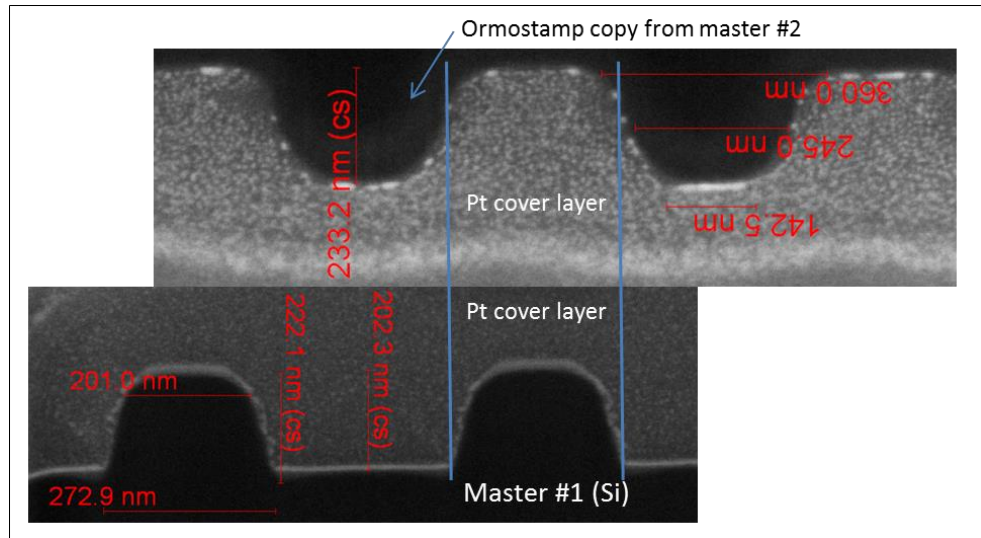 Ormostamp copy from master #2
360.0 nm
245.0 nm
142.5 nm
233.2 nm (cs)
Pt cover layer
Pt cover layer
222.1 nm (cs)
202.3 nm (cs)
201.0 nm
272.9 nm
Master #1 (Si)